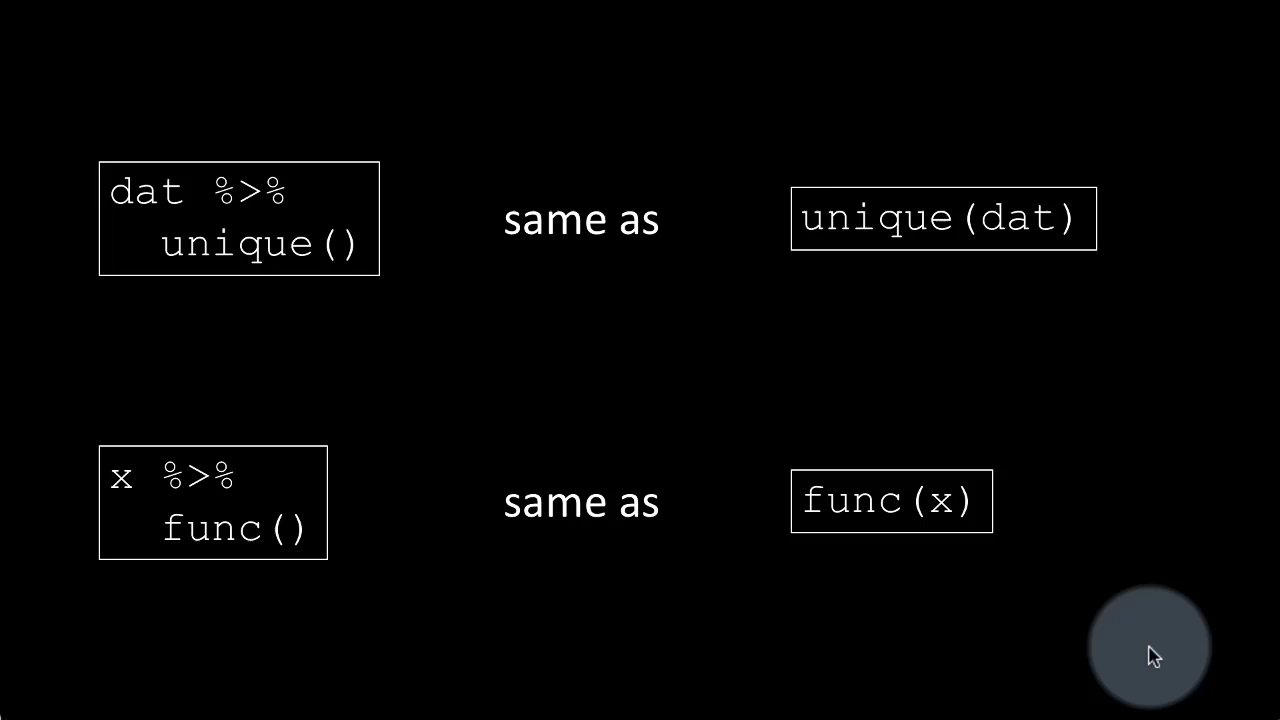 dat %>%
  unique()
same as
unique(dat)
x %>%
  func()
same as
func(x)